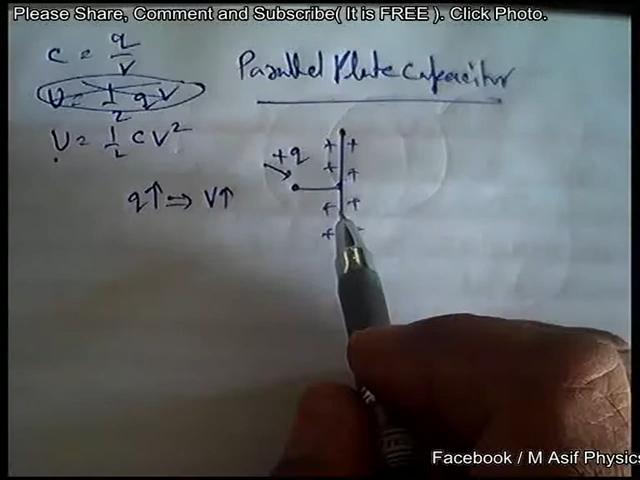 Please Share, Comment and Subscribe( It is FREE ). Click Photo.
C = q/V
Parallel Plate Capacitor
U = 1/2 qV
U = 1/2 CV²
+q
q↑ ⇒ V↑
+ +
+ +
+ +
+ +
Facebook / M Asif Physics